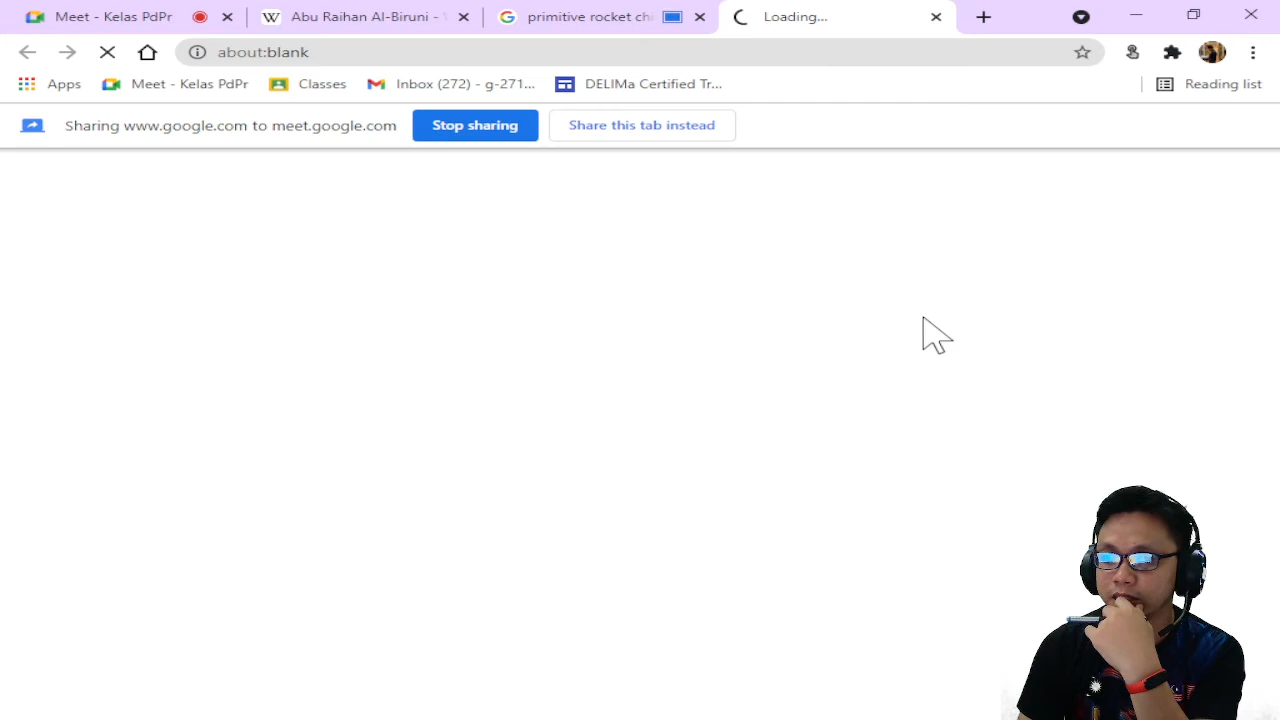 Meet - Kelas PdPr
Abu Raihan Al-Biruni -
primitive rocket chi
Loading...
about:blank
Apps
Meet - Kelas PdPr
Classes
Inbox (272) - g-271...
DELIMa Certified Tr...
Reading list
Sharing www.google.com to meet.google.com
Stop sharing
Share this tab instead